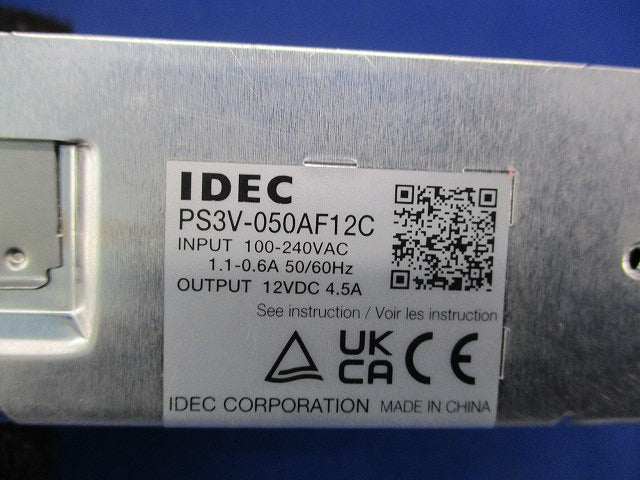 IDEC
PS3V-050AF12C
INPUT 100-240VAC
1.1-0.6A 50/60Hz
OUTPUT 12VDC 4.5A
See instruction / Voir les instruction
UK
CA CE
IDEC CORPORATION MADE IN CHINA